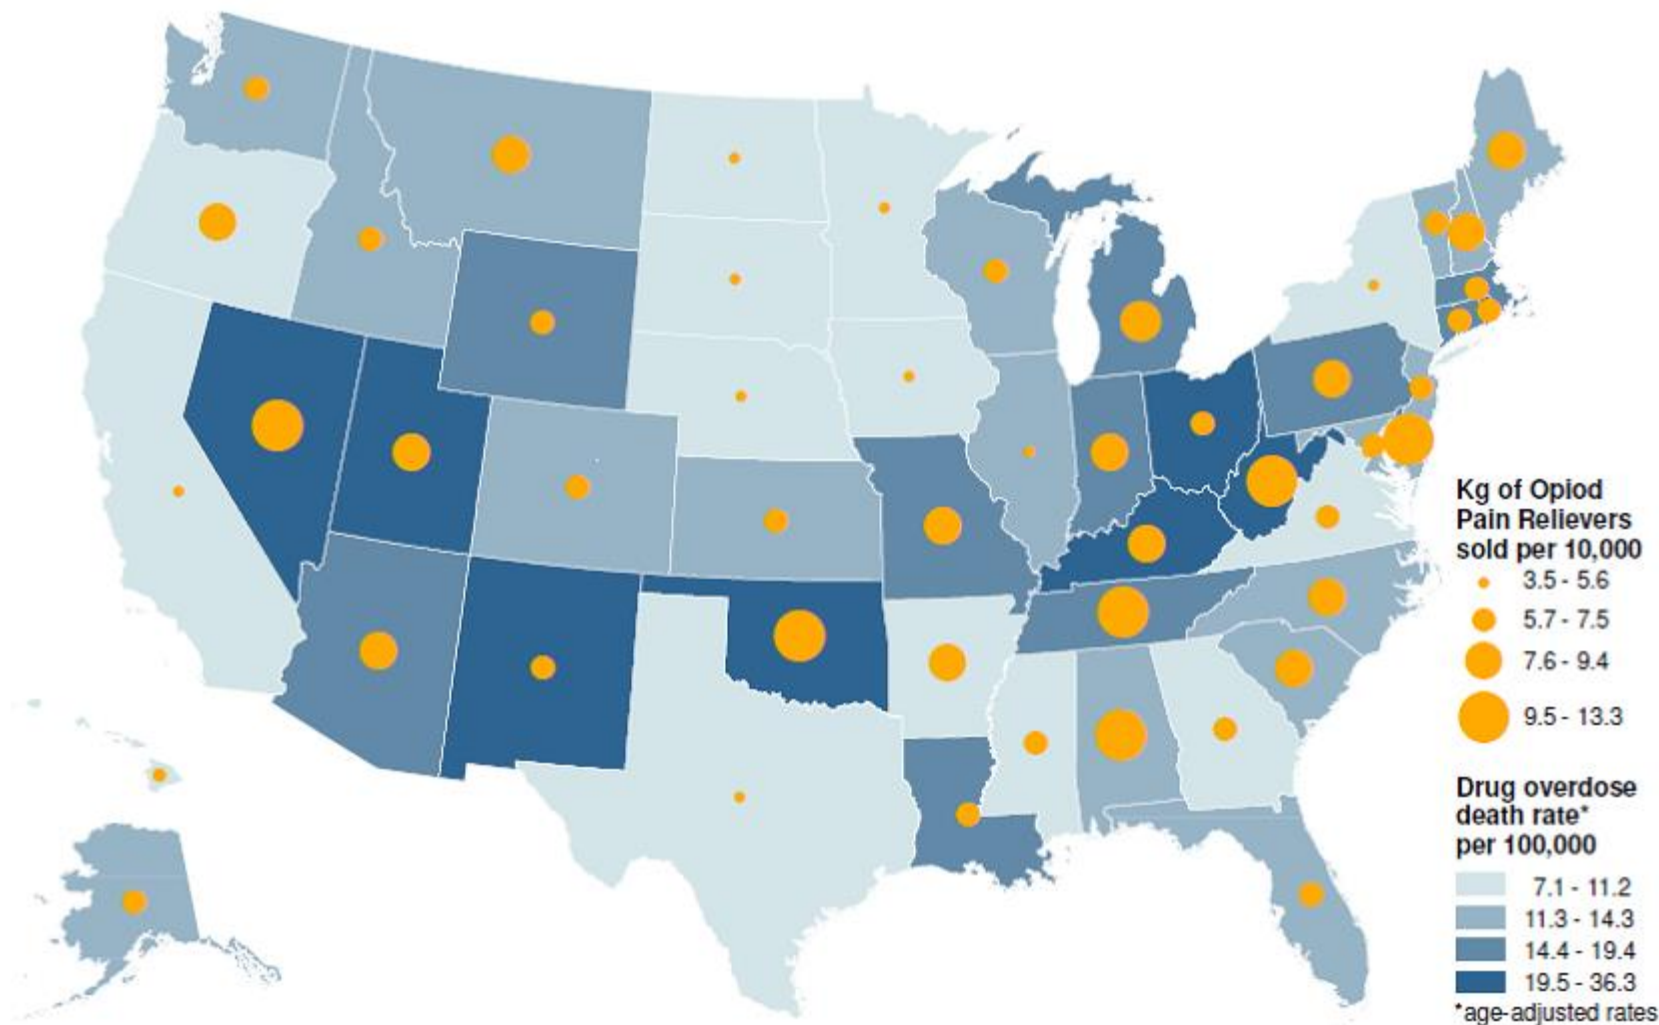 Kg of Opiod
Pain Relievers
sold per 10,000
3.5 - 5.6
5.7 - 7.5
7.6 - 9.4
9.5 - 13.3
Drug overdose
death rate*
per 100,000
7.1 - 11.2
11.3 - 14.3
14.4 - 19.4
19.5 - 36.3
*age-adjusted rates